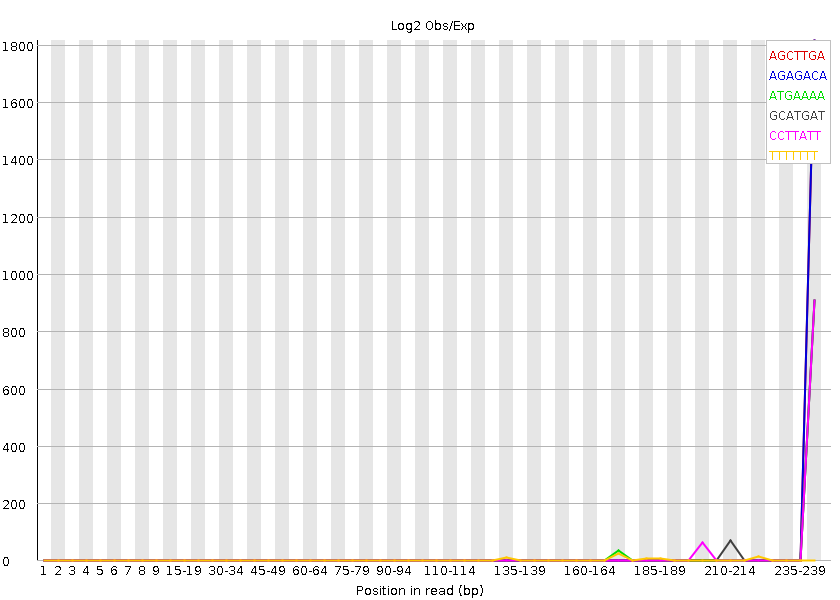 Log2 Obs/Exp
1800
1600
1400
1200
1000
800
600
400
200
0
AGCTTGA
AGAGACA
ATGAAAA
GCATGAT
CCTTATT
TTTTTTT
1 2 3 4 5 6 7 8 9 15-19 30-34 45-49 60-64 75-79 90-94 110-114 135-139 160-164 185-189 210-214 235-239
Position in read (bp)